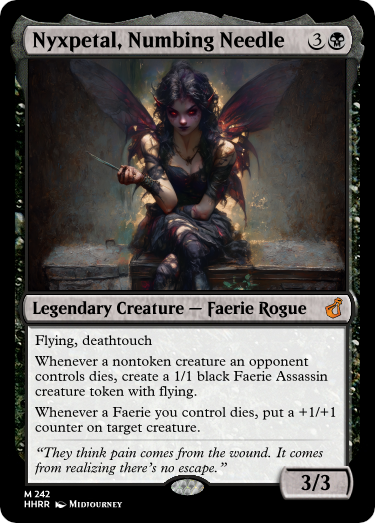 Nyxpetal, Numbing Needle 3
Legendary Creature — Faerie Rogue
Flying, deathtouch
Whenever a nontoken creature an opponent
controls dies, create a 1/1 black Faerie Assassin
creature token with flying.
Whenever a Faerie you control dies, put a +1/+1
counter on target creature.
“They think pain comes from the wound. It comes
from realizing there’s no escape.”
3/3
M 242
HHRR MIDJOURNEY